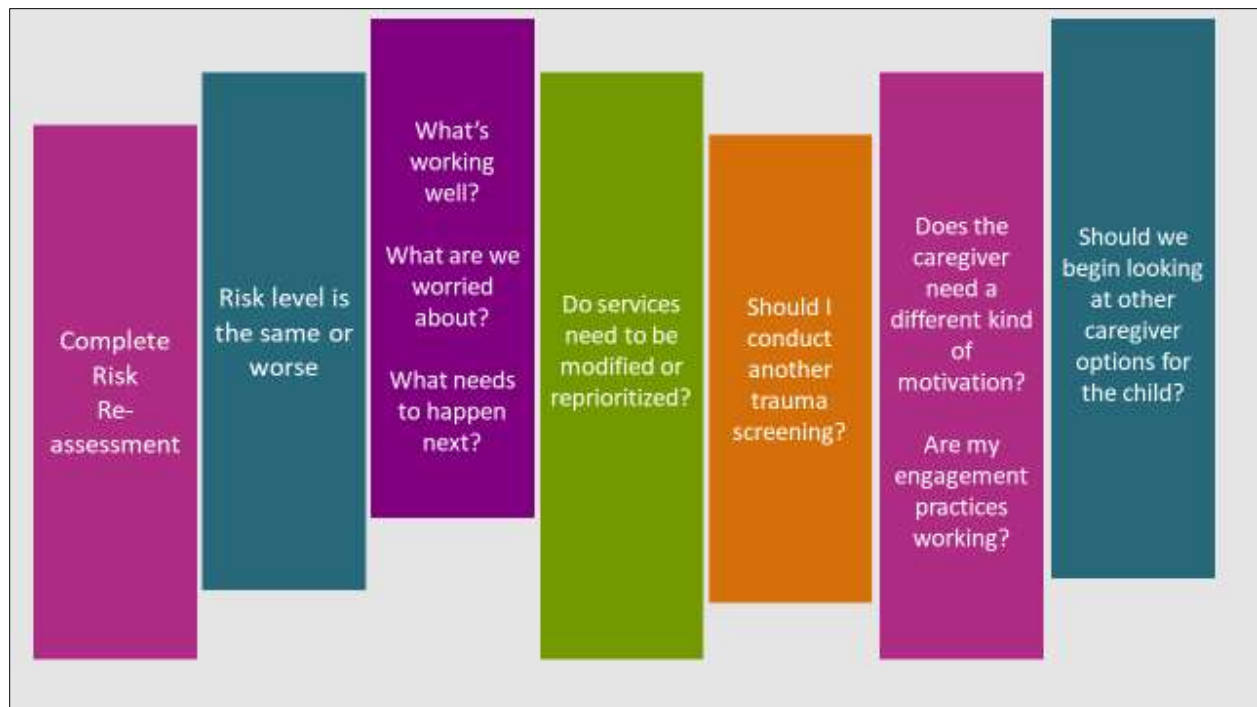 Complete
Risk
Re-
assessment
Risk level is
the same or
worse
What's
working
well?
What are we
worried
about?
What needs
to happen
next?
Do services
need to be
modified or
reprioritized?
Should I
conduct
another
trauma
screening?
Does the
caregiver
need a
different kind
of
motivation?
Are my
engagement
practices
working?
Should we
begin looking
at other
caregiver
options for
the child?